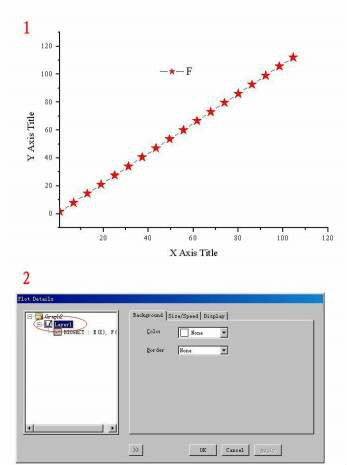 1
F
120
100
80
60
40
20
0
Y Axis Title
20 40 60 80 100 120
X Axis Title
2
Plot Details
Graph2
Layer1
Background Size/Speed Display
Color None
Border None
>>
OK Cancel Apply